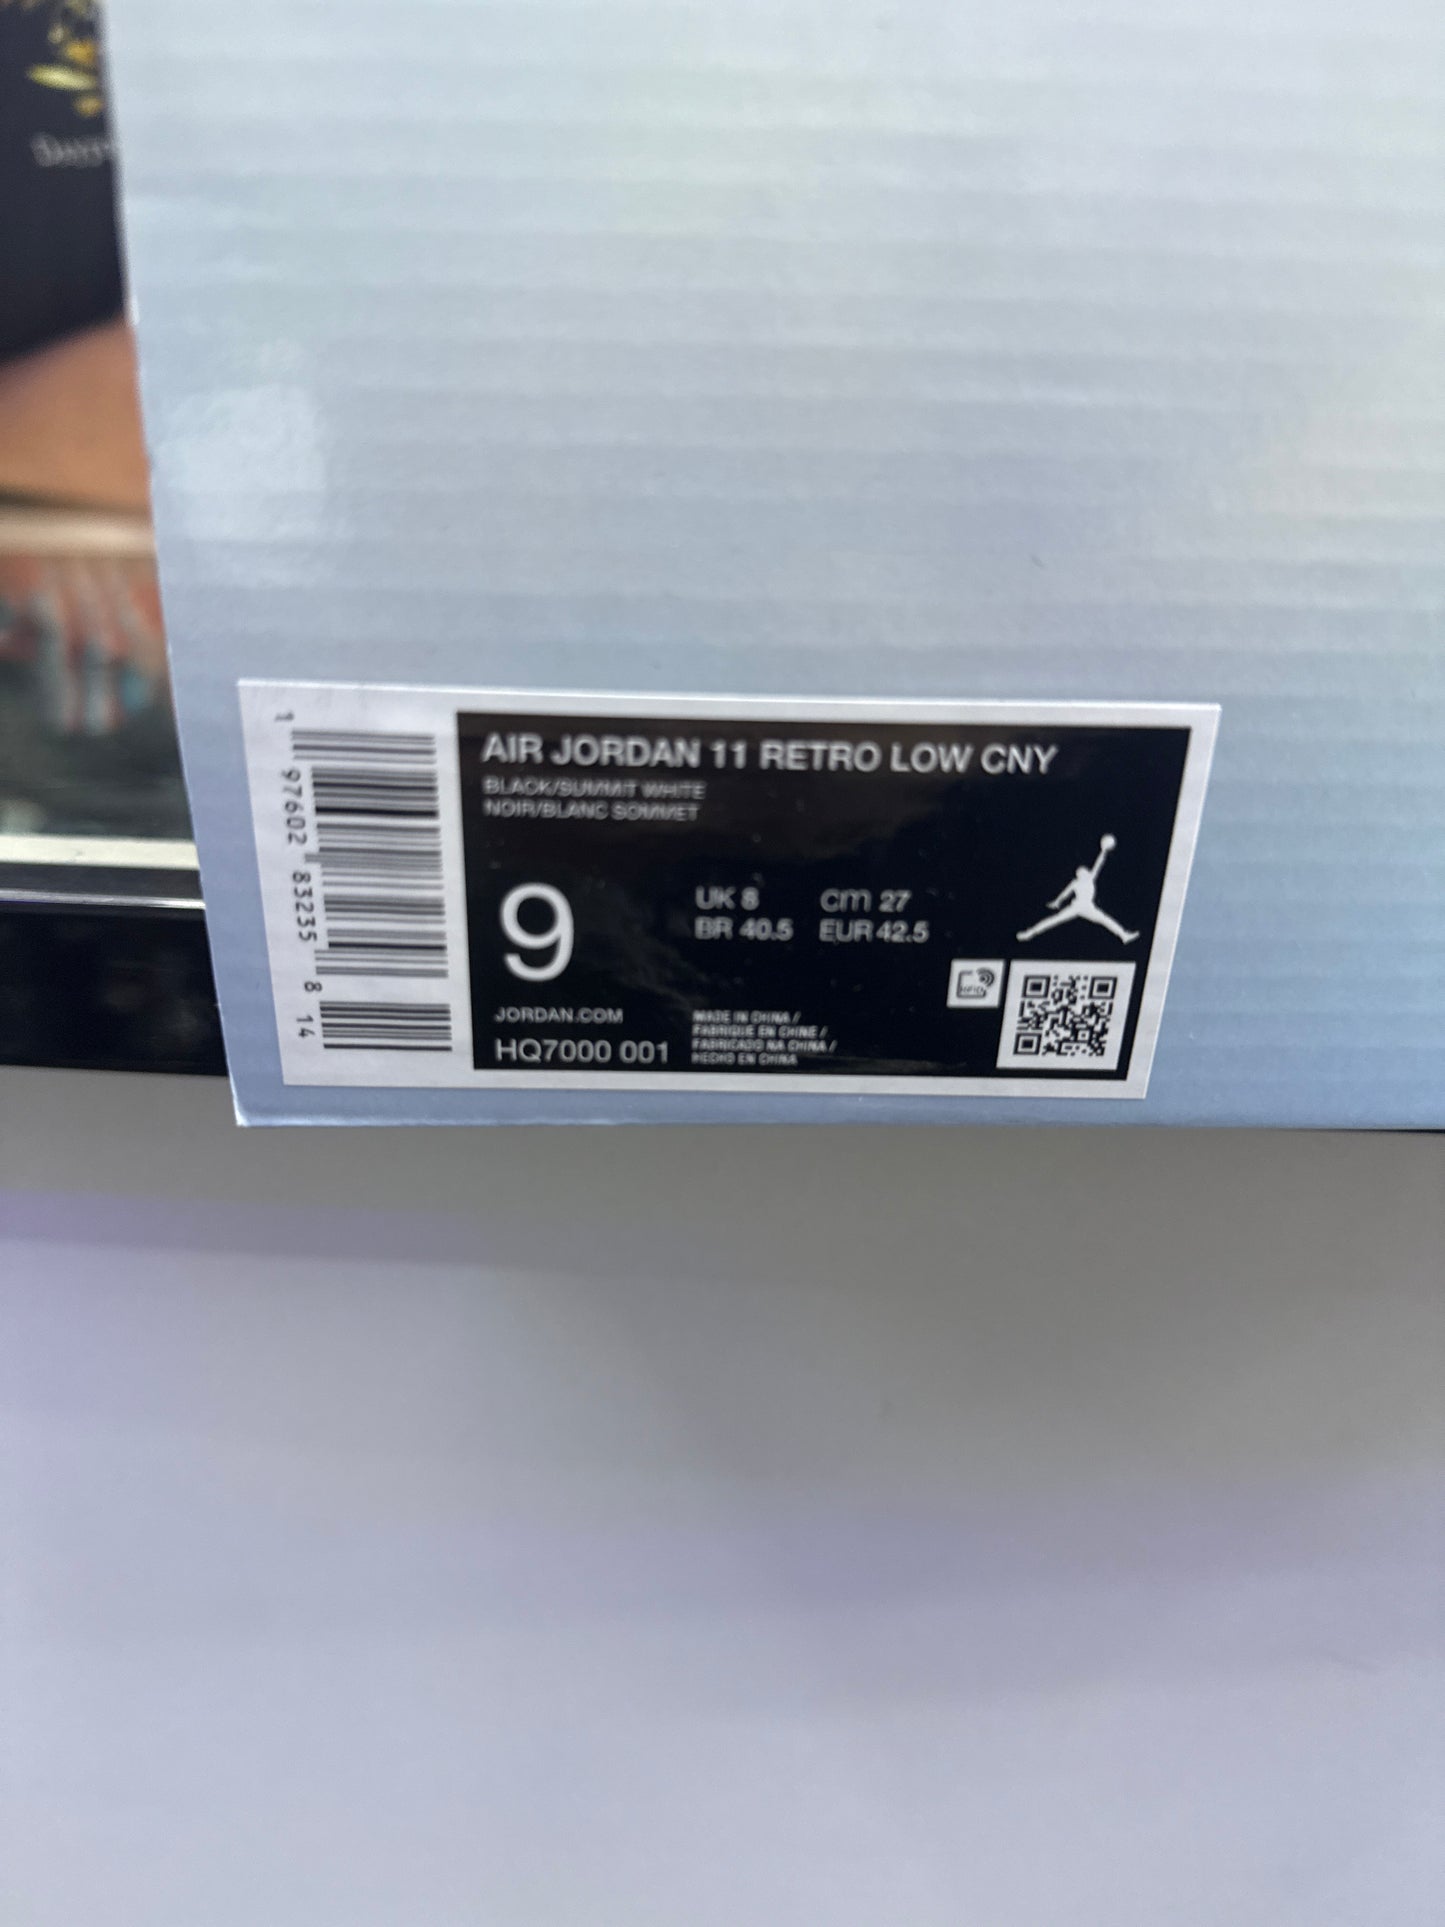 AIR JORDAN 11 RETRO LOW CNY
BLACK/SUMMIT WHITE
NOIR/BLANC SOMMET
9
UK 8 cm 27
BR 40.5 EUR 42.5
JORDAN.COM
HQ7000 001
MADE IN CHINA /
FABRIQUE EN CHINE /
FABRICADO NA CHINA /
HECHO EN CHINA
RFID
1 97602 83235 8 14